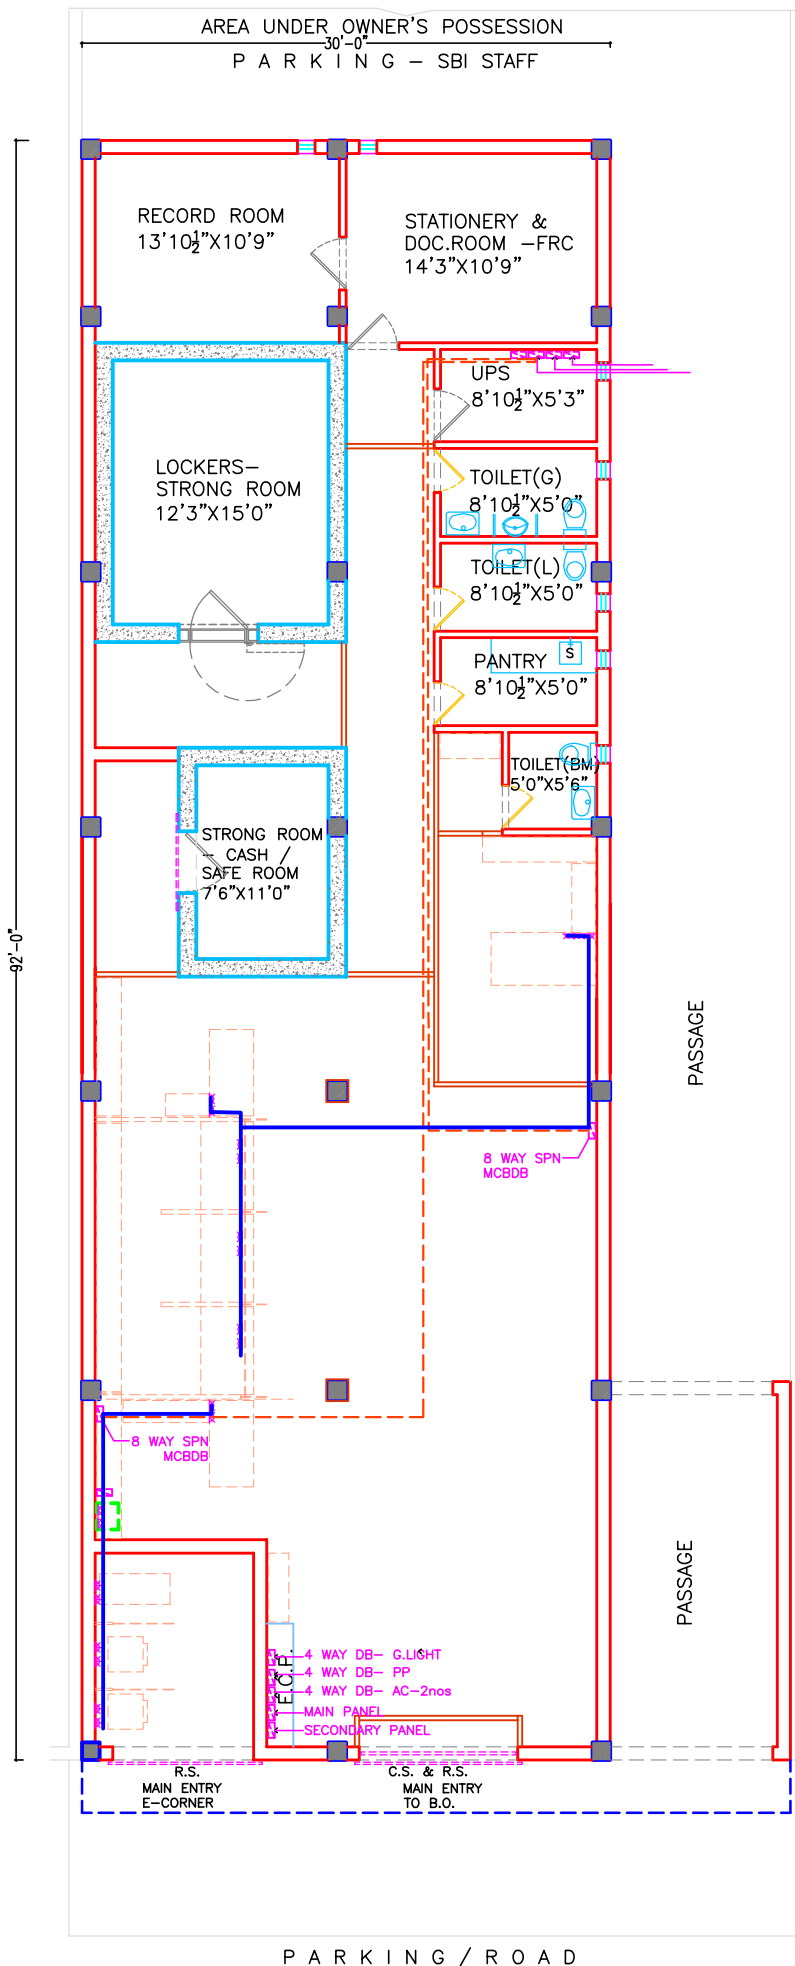 AREA UNDER OWNER'S POSSESSION
30'-0"
PARKING- SBI STAFF
RECORD ROOM
13'10½"X10'9"
STATIONERY &
DOC.ROOM -FRC
14'3"X10'9"
UPS
8'10½"X5'3"
LOCKERS-
STRONG ROOM
12'3"X15'0"
TOILET(G)
8'10½"X5'0"
TOILET(L)
8'10½"X5'0"
S
PANTRY
8'10½"X5'0"
TOILET(BM)
5'0"X5'6"
STRONG ROOM
- CASH /
SAFE ROOM
7'6"X11'0"
92'-0"
PASSAGE
8 WAY SPN
MCBDB
8 WAY SPN
MCBDB
PASSAGE
F.O.P.
4 WAY DB- G.LIGHT
4 WAY DB- PP
4 WAY DB- AC-2nos
MAIN PANEL
SECONDARY PANEL
R.S.
MAIN ENTRY
E-CORNER
C.S. & R.S.
MAIN ENTRY
TO B.O.
PARKING/ROAD